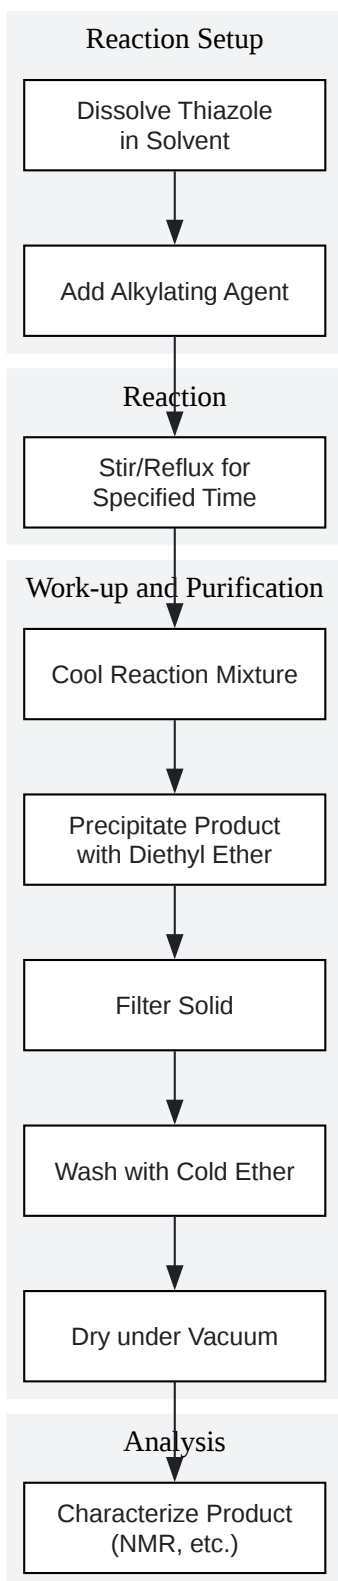 Reaction Setup
Dissolve Thiazole
in Solvent
Add Alkylating Agent
Reaction
Stir/Reflux for
Specified Time
Work-up and Purification
Cool Reaction Mixture
Precipitate Product
with Diethyl Ether
Filter Solid
Wash with Cold Ether
Dry under Vacuum
Analysis
Characterize Product
(NMR, etc.)